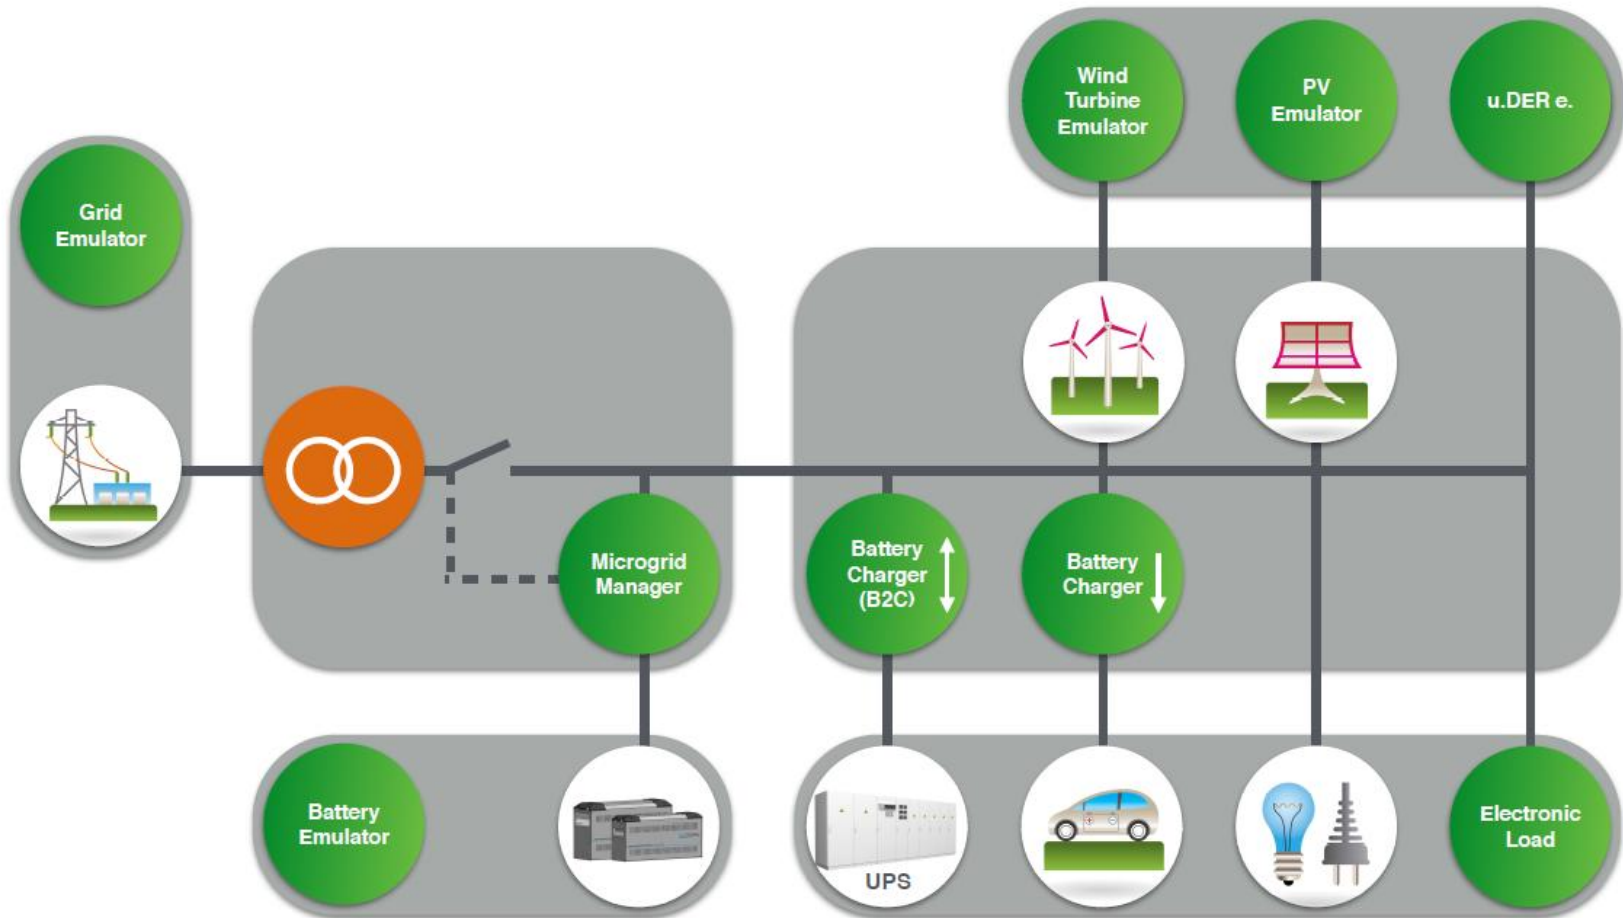 Wind
Turbine
Emulator
PV
Emulator
u.DER e.
Grid
Emulator
Microgrid
Manager
Battery
Charger
(B2C)
Battery
Charger
Battery
Emulator
UPS
Electronic
Load